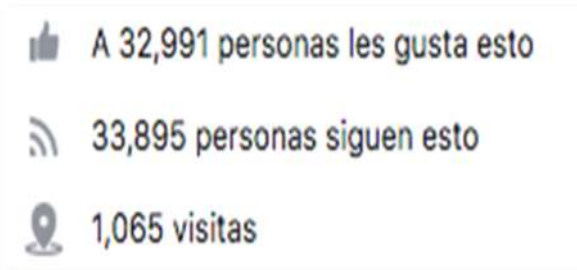 A 32,991 personas les gusta esto
33,895 personas siguen esto
1,065 visitas